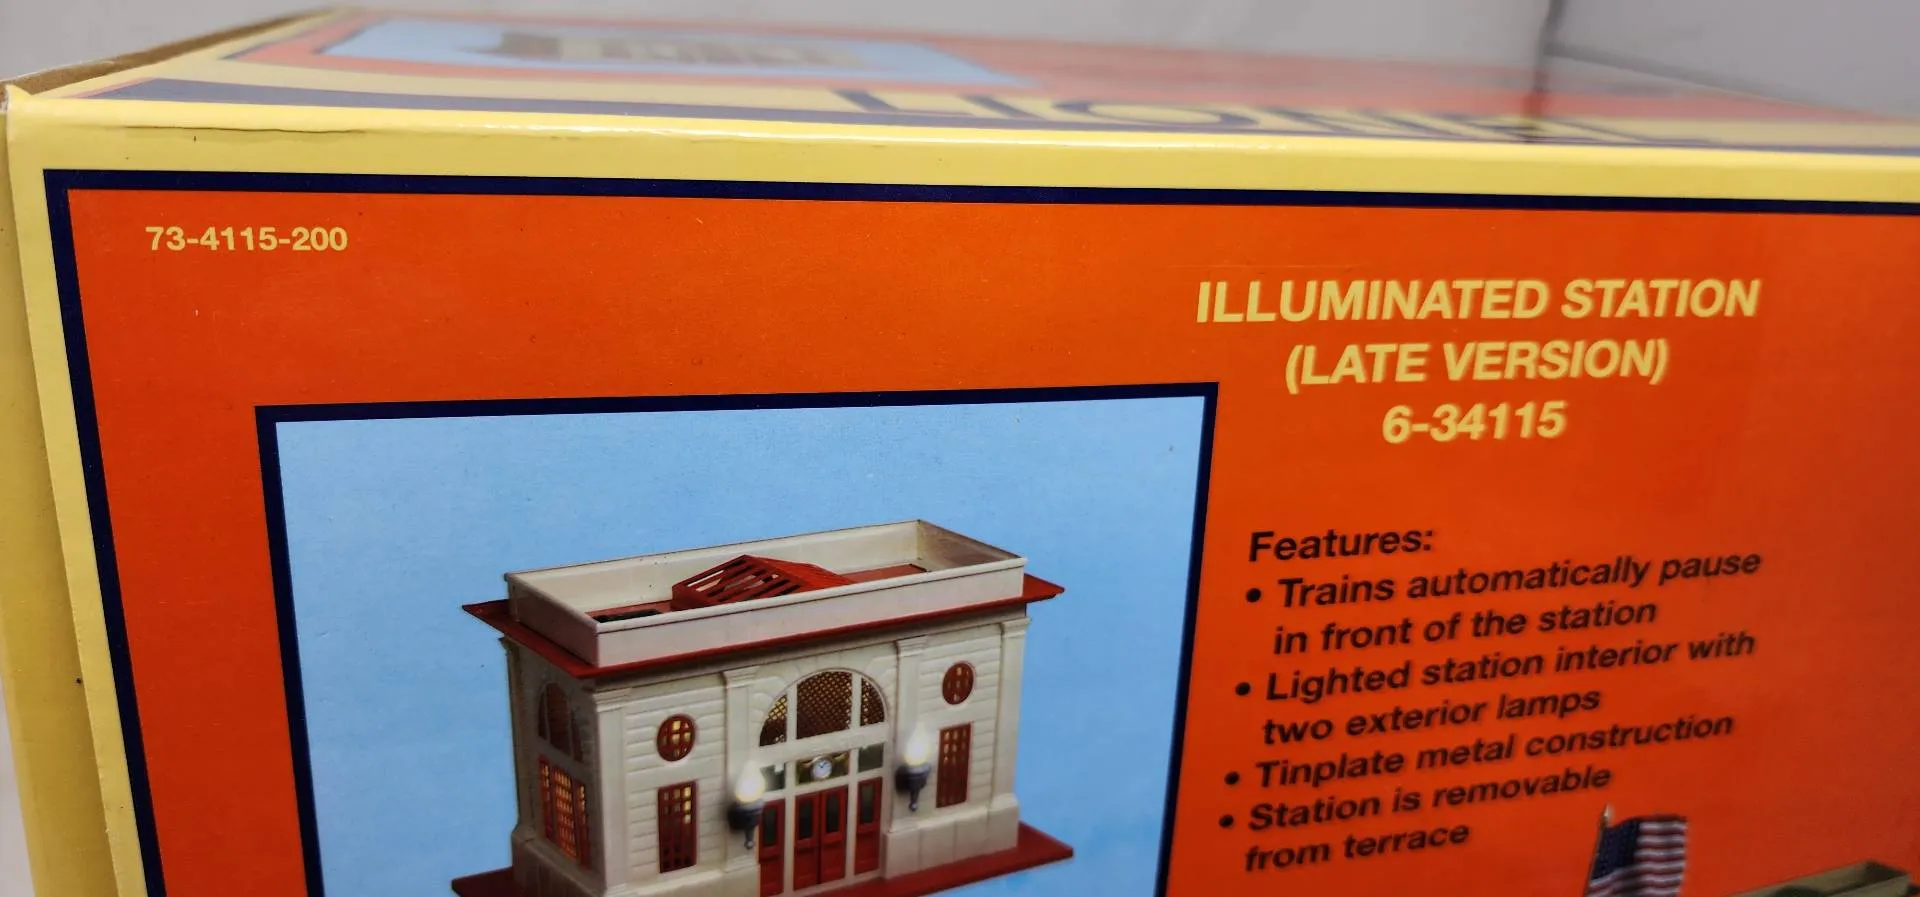 LIONEL
73-4115-200
ILLUMINATED STATION
(LATE VERSION)
6-34115
Features:
• Trains automatically pause
in front of the station
• Lighted station interior with
two exterior lamps
• Tinplate metal construction
• Station is removable
from terrace